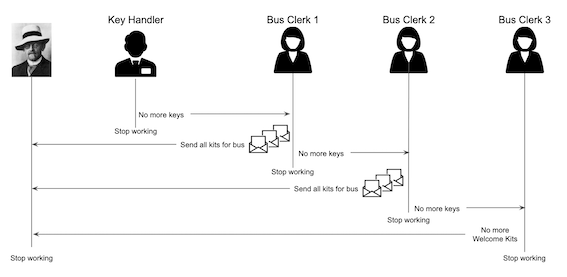 Key Handler
Bus Clerk 1
Bus Clerk 2
Bus Clerk 3
No more keys
Stop working
Send all kits for bus
No more keys
Stop working
Send all kits for bus
No more keys
Stop working
No more
Welcome Kits
Stop working
Stop working